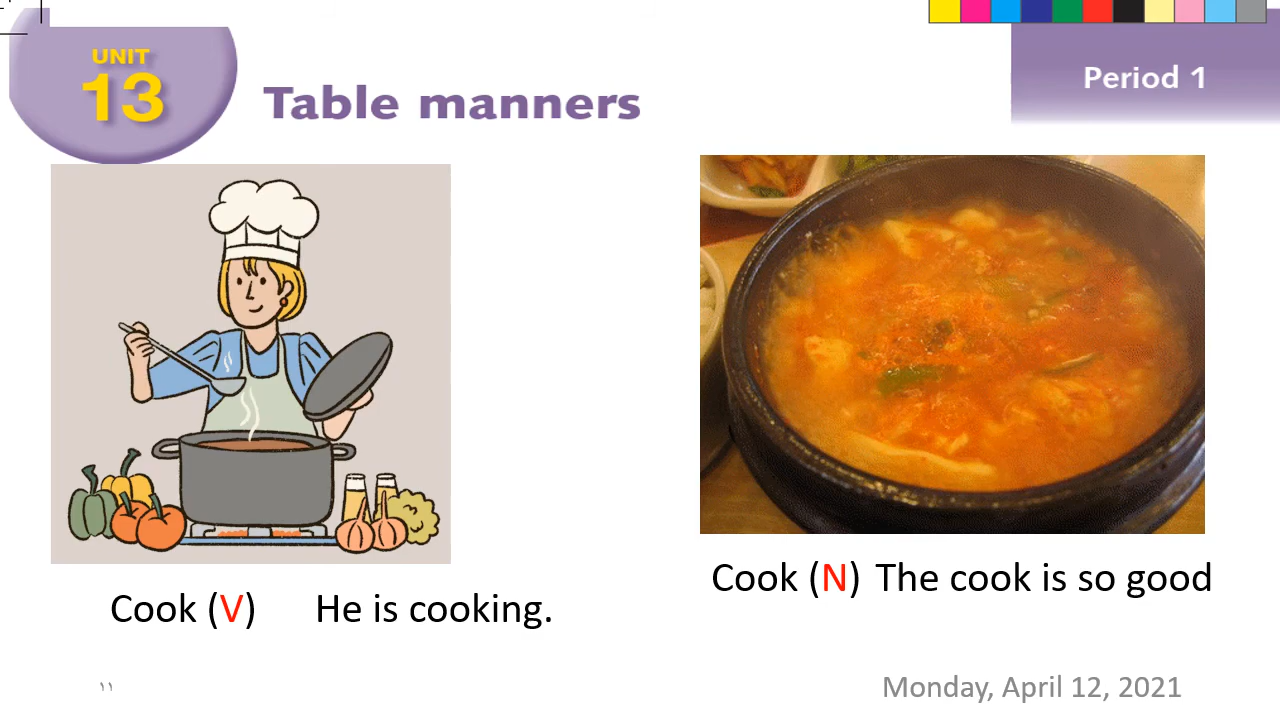 UNIT
13
Table manners
Period 1
Cook (V) He is cooking.
Cook (N) The cook is so good
١١
Monday, April 12, 2021